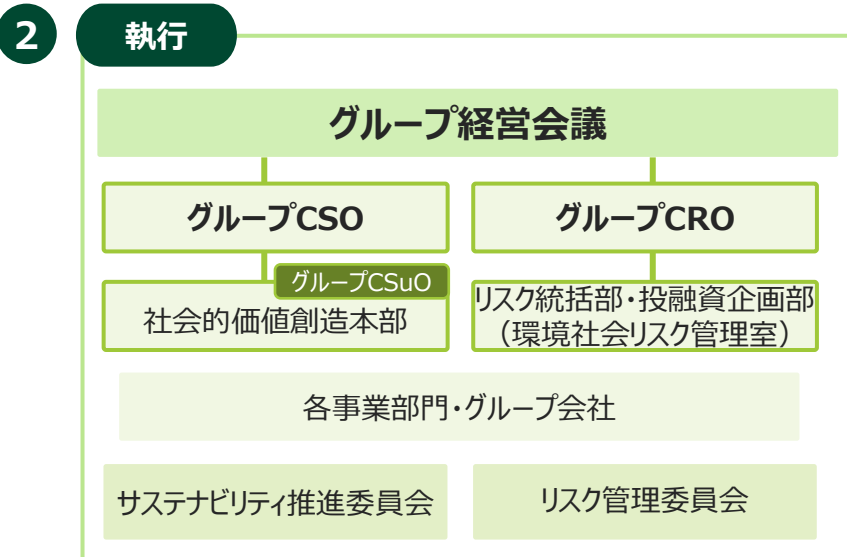 2
執行
グループ経営会議
グループCSO
グループCRO
グループCSuO
社会的価値創造本部
リスク統括部・投融資企画部
（環境社会リスク管理室）
各事業部門・グループ会社
サステナビリティ推進委員会
リスク管理委員会